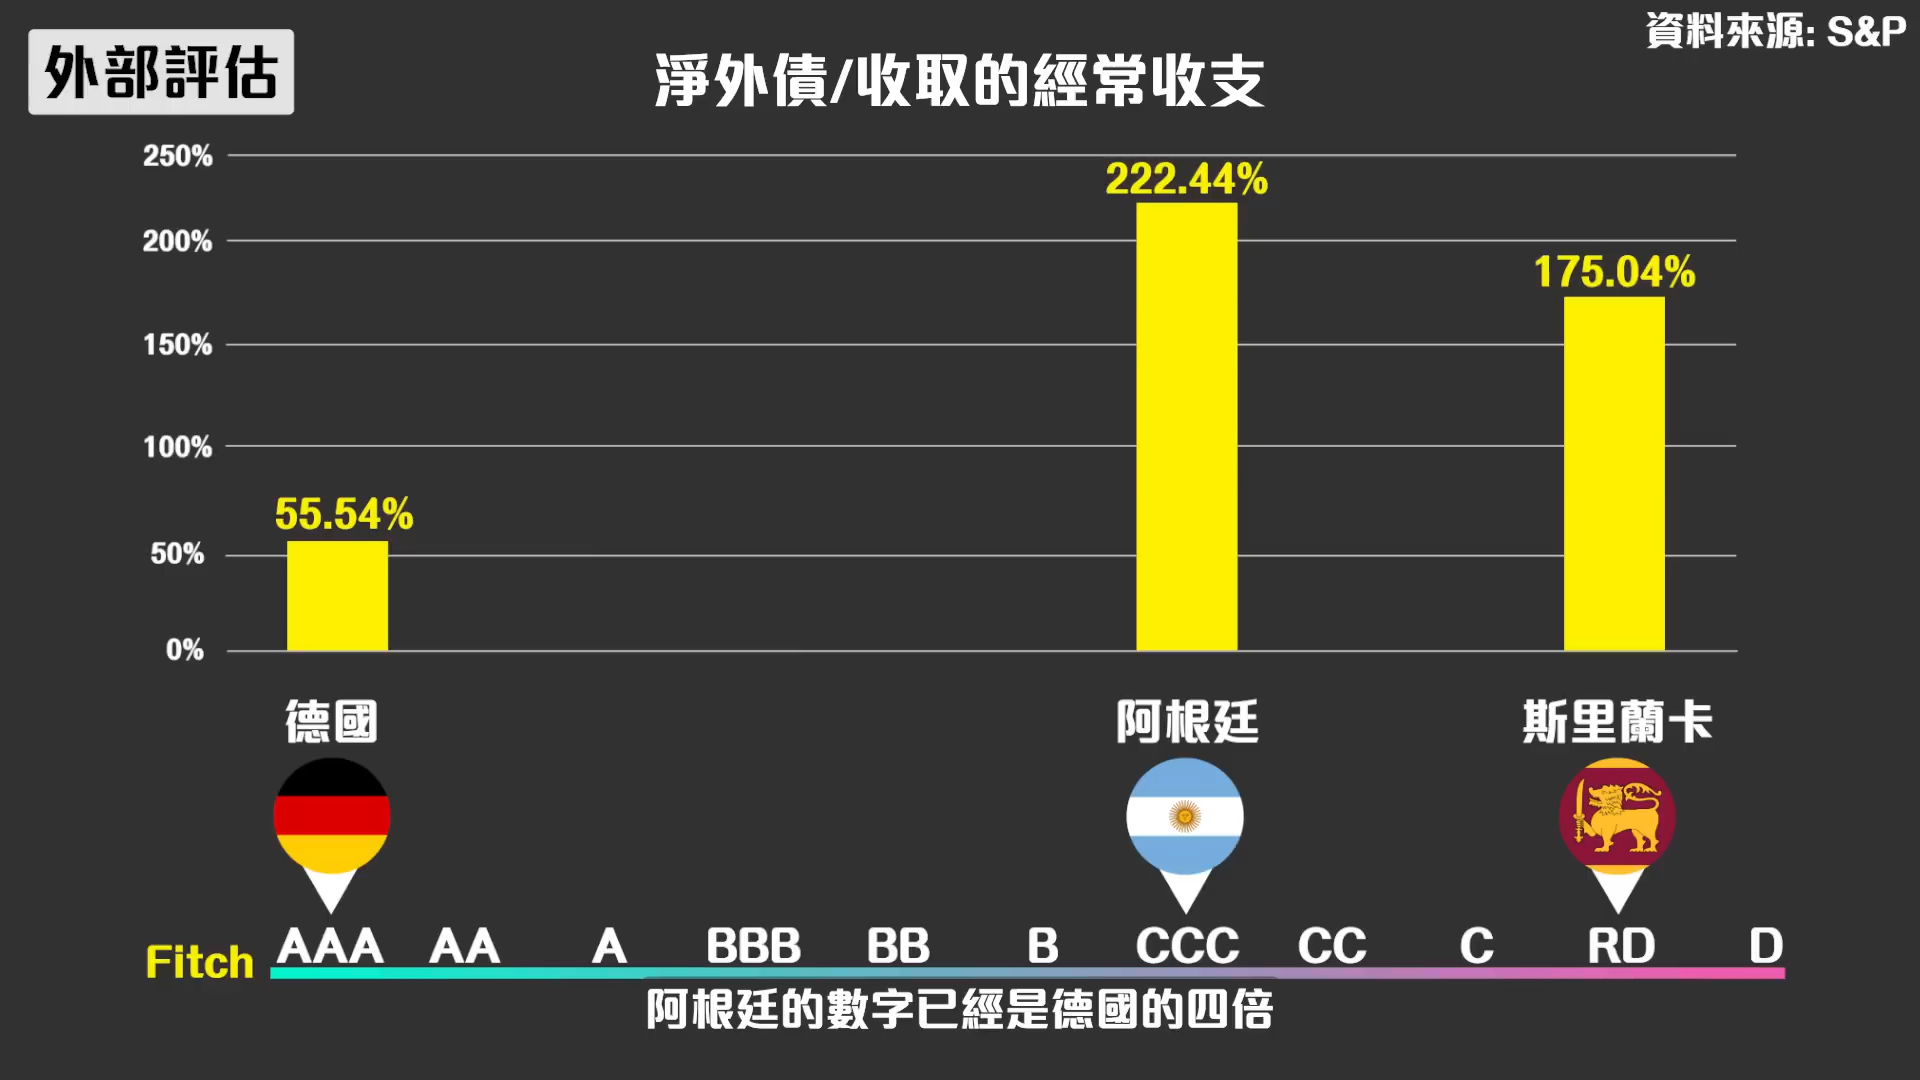 資料來源: S&P
外部評估
淨外債/收取的經常收支
250%
200%
150%
100%
50%
0%
55.54%
222.44%
175.04%
德國
阿根廷
斯里蘭卡
Fitch AAA AA A BBB BB B CCC CC C RD D
阿根廷的數字已經是德國的四倍